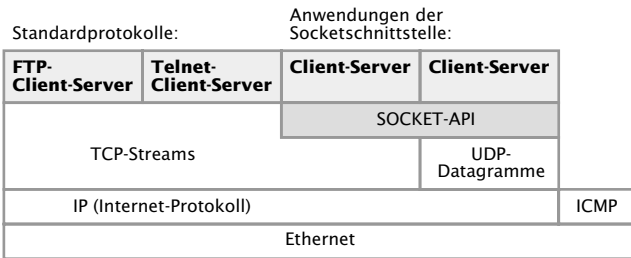 Standardprotokolle:
Anwendungen der
Socketschnittstelle:
FTP-
Client-Server
Telnet-
Client-Server
Client-Server
Client-Server
SOCKET-API
TCP-Streams
UDP-
Datagramme
IP (Internet-Protokoll)
ICMP
Ethernet